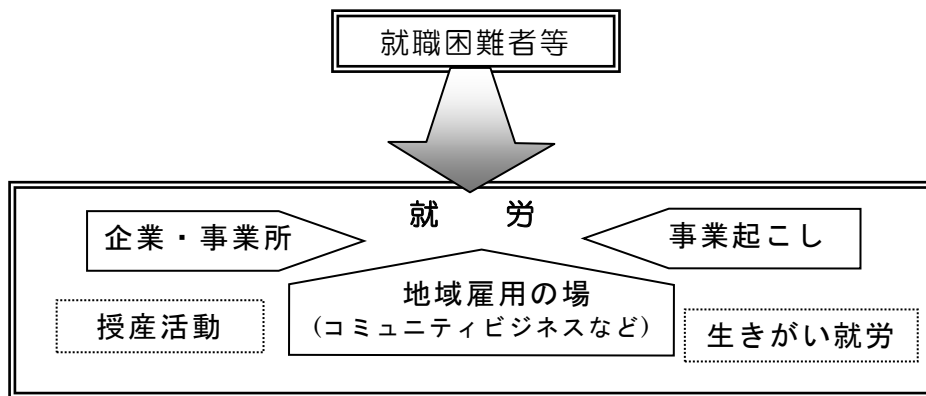 就職困難者等
就　労
企業・事業所
事業起こし
地域雇用の場
(コミュニティビジネスなど)
授産活動
生きがい就労